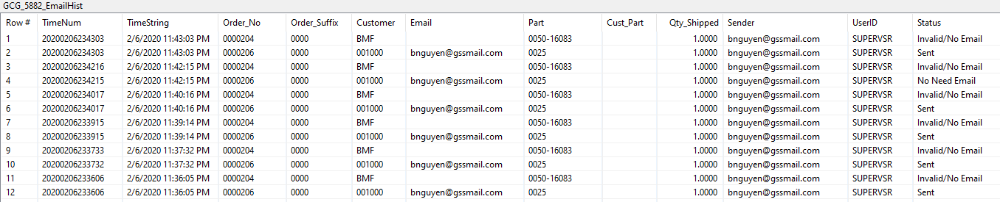 GCG_5882_EmailHist
Row # TimeNum TimeString Order_No Order_Suffix Customer Email Part Cust_Part Qty_Shipped Sender UserID Status
1 20200206234303 2/6/2020 11:43:03 PM 0000204 0000 BMF 0050-16083 1.0000 bnguyen@gssmail.com SUPERVSR Invalid/No Email
2 20200206234303 2/6/2020 11:43:03 PM 0000206 0000 001000 bnguyen@gssmail.com 0025 1.0000 bnguyen@gssmail.com SUPERVSR Sent
3 20200206234216 2/6/2020 11:42:15 PM 0000204 0000 BMF 0050-16083 1.0000 bnguyen@gssmail.com SUPERVSR Invalid/No Email
4 20200206234215 2/6/2020 11:42:15 PM 0000206 0000 001000 bnguyen@gssmail.com 0025 1.0000 bnguyen@gssmail.com SUPERVSR No Need Email
5 20200206234017 2/6/2020 11:40:16 PM 0000204 0000 BMF 0050-16083 1.0000 bnguyen@gssmail.com SUPERVSR Invalid/No Email
6 20200206234017 2/6/2020 11:40:16 PM 0000206 0000 001000 bnguyen@gssmail.com 0025 1.0000 bnguyen@gssmail.com SUPERVSR Sent
7 20200206233915 2/6/2020 11:39:14 PM 0000204 0000 BMF 0050-16083 1.0000 bnguyen@gssmail.com SUPERVSR Invalid/No Email
8 20200206233915 2/6/2020 11:39:14 PM 0000206 0000 001000 bnguyen@gssmail.com 0025 1.0000 bnguyen@gssmail.com SUPERVSR Sent
9 20200206233733 2/6/2020 11:37:32 PM 0000204 0000 BMF 0050-16083 1.0000 bnguyen@gssmail.com SUPERVSR Invalid/No Email
10 20200206233732 2/6/2020 11:37:32 PM 0000206 0000 001000 bnguyen@gssmail.com 0025 1.0000 bnguyen@gssmail.com SUPERVSR Sent
11 20200206233606 2/6/2020 11:36:05 PM 0000204 0000 BMF 0050-16083 1.0000 bnguyen@gssmail.com SUPERVSR Invalid/No Email
12 20200206233606 2/6/2020 11:36:05 PM 0000206 0000 001000 bnguyen@gssmail.com 0025 1.0000 bnguyen@gssmail.com SUPERVSR Sent